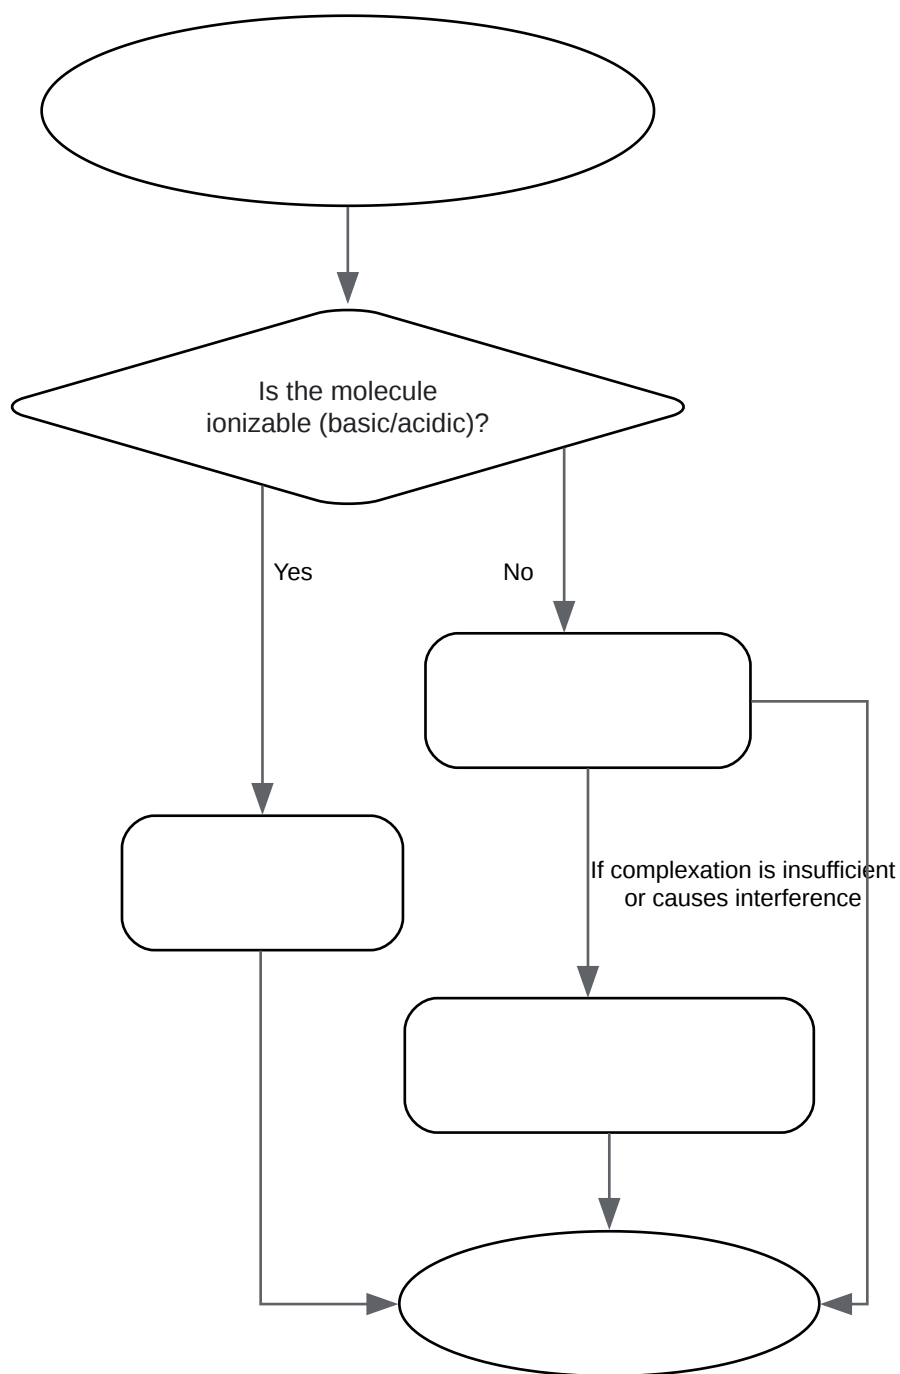 Is the molecule
ionizable (basic/acidic)?
Yes
No
If complexation is insufficient
or causes interference